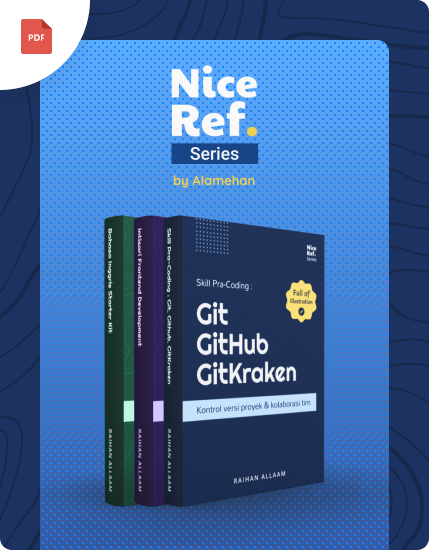 PDF
Nice
Ref.
Series
by Alamehan
Bahasa Inggris Starter Kit
RAIHAN ALLAAM
Intisari Frontend Development
RAIHAN ALLAAM
Skill Pra-Coding : Git, Github, GitKraken
RAIHAN ALLAAM
Nice
Ref.
Series
Skill Pra-Coding :
Full of
Illustration
Git
GitHub
GitKraken
Kontrol versi proyek & kolaborasi tim
RAIHAN ALLAAM